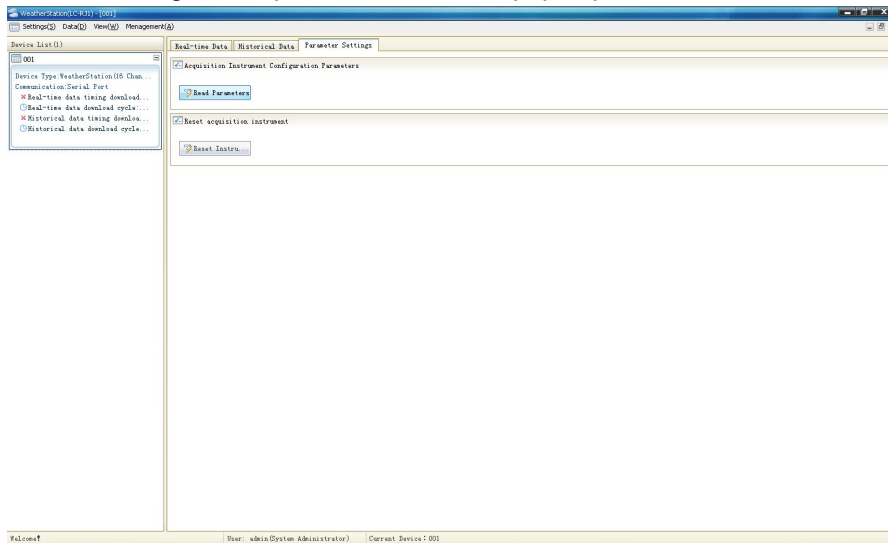 WeatherStation(LC-RJ1) - [001]
Settings(S) Data(D) View(W) Menagement(A)
Device List(1)
001
Device Type:WeatherStation(16 Chan...
Communication:Serial Port
Real-time data timing download...
Real-time data download cycle:...
Historical data timing downloa...
Historical data download cycle...
Real-time Data Historical Data Parameter Settings
Acquisition Instrument Configuration Parameters
Read Parameters
Reset acquisition instrument
Reset Instru...
Welcome! User: admin(System Administrator) Current Device:001